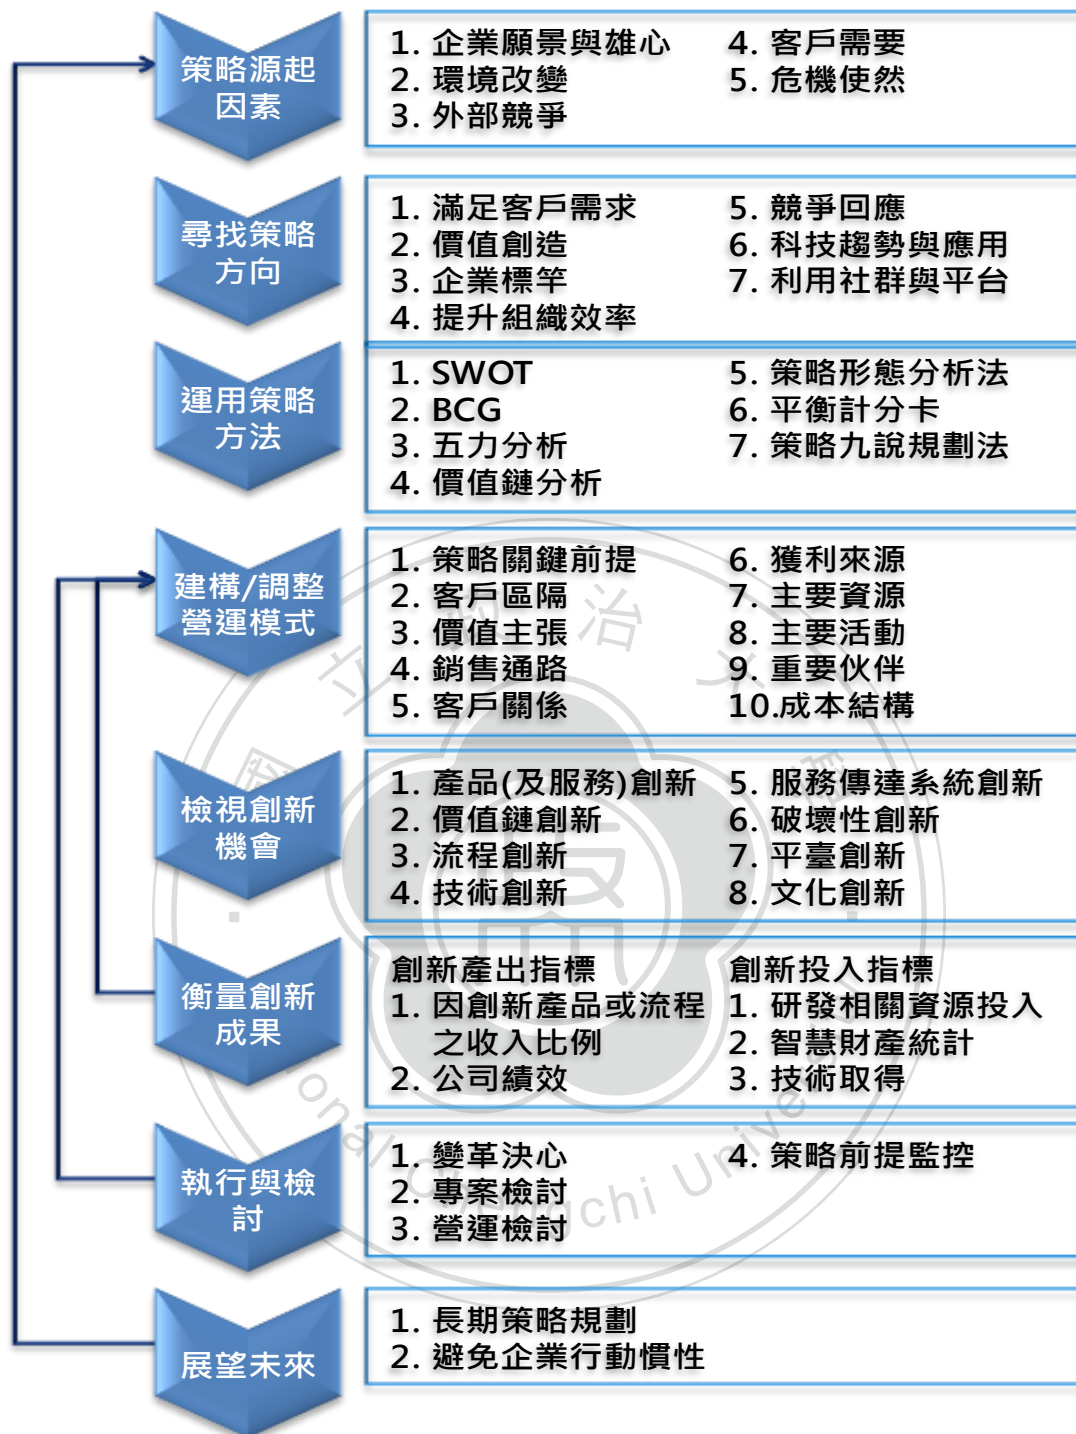 策略源起
因素
1. 企業願景與雄心
2. 環境改變
3. 外部競爭
4. 客戶需要
5. 危機使然
尋找策略
方向
1. 滿足客戶需求
2. 價值創造
3. 企業標竿
4. 提升組織效率
5. 競爭回應
6. 科技趨勢與應用
7. 利用社群與平台
運用策略
方法
1. SWOT
2. BCG
3. 五力分析
4. 價值鏈分析
5. 策略形態分析法
6. 平衡計分卡
7. 策略九說規劃法
建構/調整
營運模式
1. 策略關鍵前提
2. 客戶區隔
3. 價值主張
4. 銷售通路
5. 客戶關係
6. 獲利來源
7. 主要資源
8. 主要活動
9. 重要伙伴
10.成本結構
檢視創新
機會
1. 產品(及服務)創新
2. 價值鏈創新
3. 流程創新
4. 技術創新
5. 服務傳達系統創新
6. 破壞性創新
7. 平臺創新
8. 文化創新
衡量創新
成果
創新產出指標
1. 因創新產品或流程
之收入比例
2. 公司績效
創新投入指標
1. 研發相關資源投入
2. 智慧財產統計
3. 技術取得
執行與檢
討
1. 變革決心
2. 專案檢討
3. 營運檢討
4. 策略前提監控
展望未來
1. 長期策略規劃
2. 避免企業行動慣性